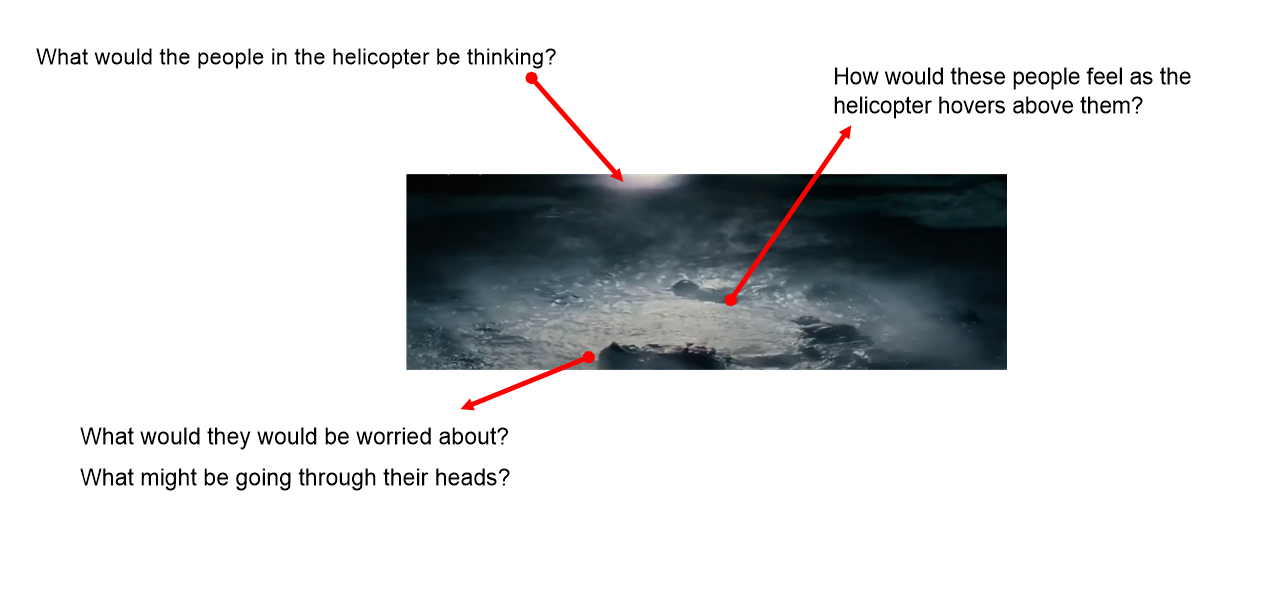 What would the people in the helicopter be thinking?
How would these people feel as the
helicopter hovers above them?
What would they would be worried about?
What might be going through their heads?